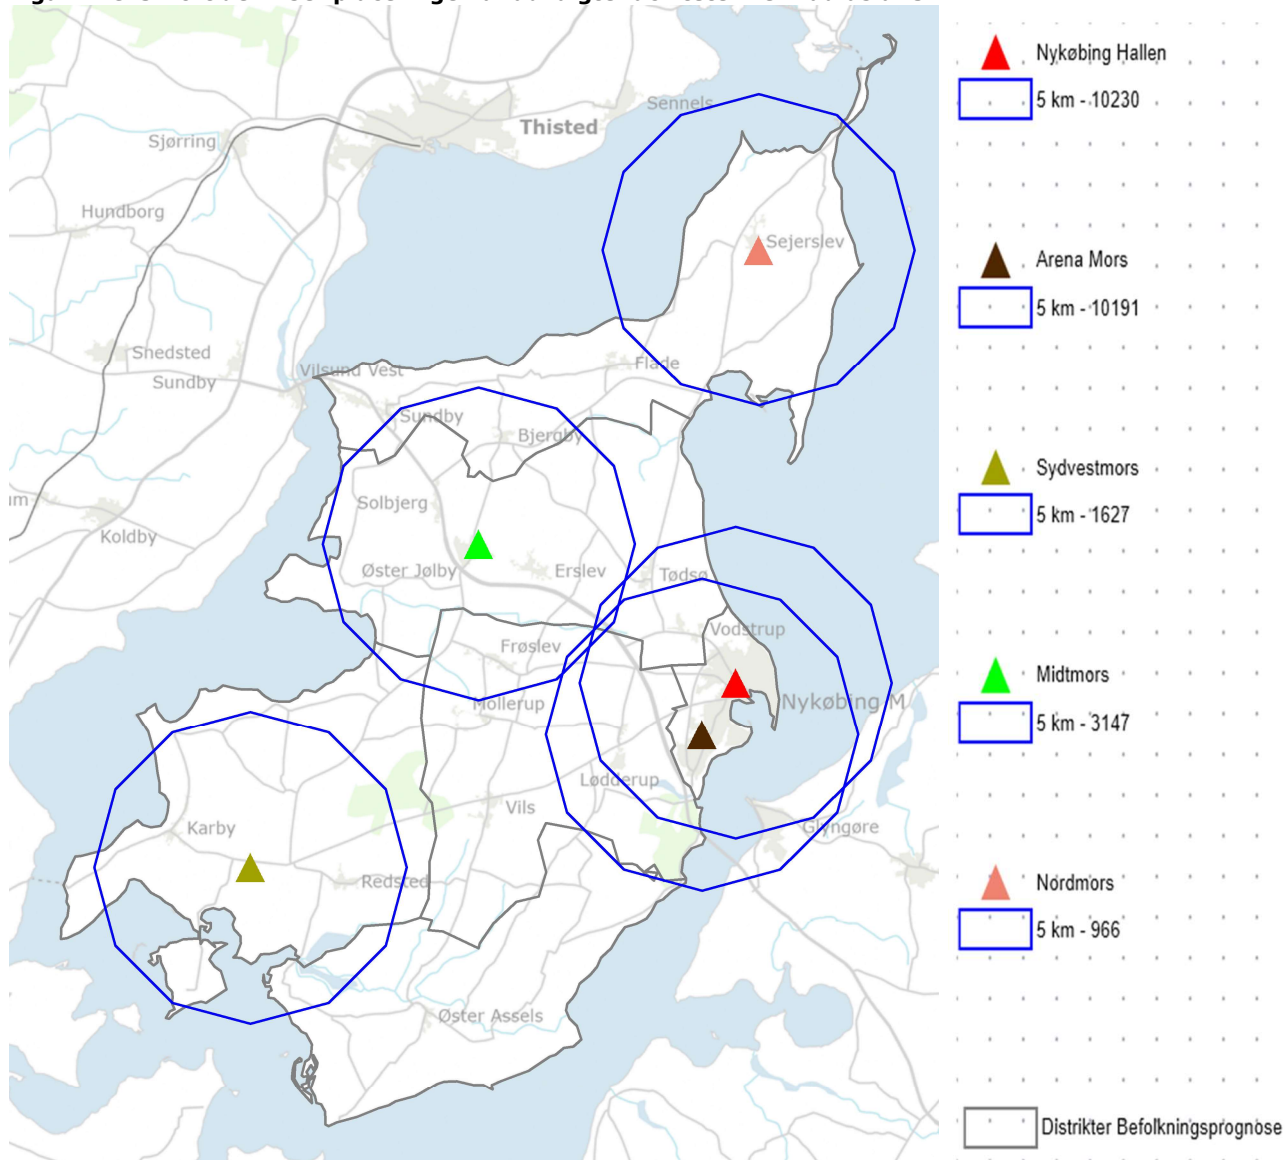 Sennels
Thisted
Sjørring
Hundborg
Sejerslev
Snedsted
Sundby
Vilsund Vest
Flade
Sundby
Bjergby
Solbjerg
Koldby
Øster Jølby
Erslev
Tødsø
Vodstrup
Frøslev
Mollerup
Nykøbing M
Lødderup
Vils
Karby
Glyngøre
Redsted
Øster Assels
Nykøbing Hallen
5 km - 10230
Arena Mors
5 km - 10191
Sydvestmors
5 km - 1627
Midtmors
5 km - 3147
Nordmors
5 km - 966
Distrikter Befolkningsprognose